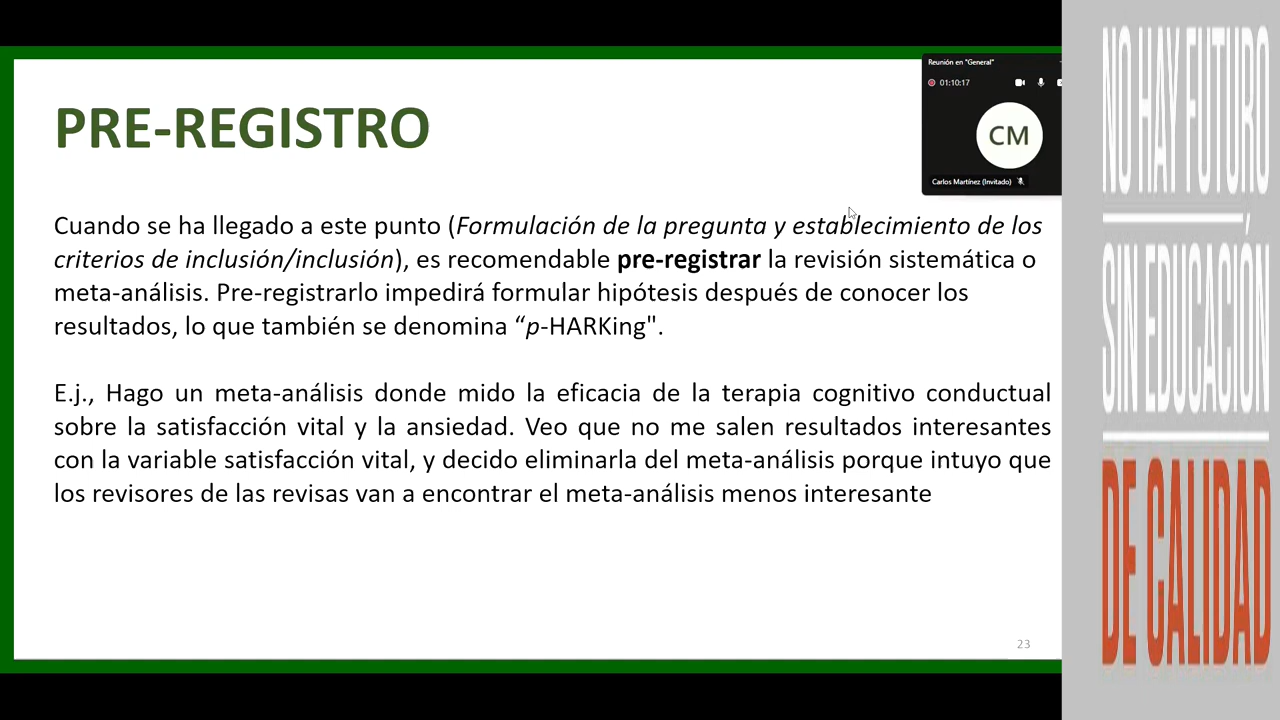 PRE-REGISTRO
Reunión en "General"
01:10:17
CM
Carlos Martínez (Invitado)
Cuando se ha llegado a este punto (Formulación de la pregunta y establecimiento de los
criterios de inclusión/inclusión), es recomendable pre-registrar la revisión sistemática o
meta-análisis. Pre-registrarlo impedirá formular hipótesis después de conocer los
resultados, lo que también se denomina “p-HARKing".
E.j., Hago un meta-análisis donde mido la eficacia de la terapia cognitivo conductual
sobre la satisfacción vital y la ansiedad. Veo que no me salen resultados interesantes
con la variable satisfacción vital, y decido eliminarla del meta-análisis porque intuyo que
los revisores de las revisas van a encontrar el meta-análisis menos interesante
23
NO HAY FUTURO
SIN EDUCACIÓN
DE CALIDAD